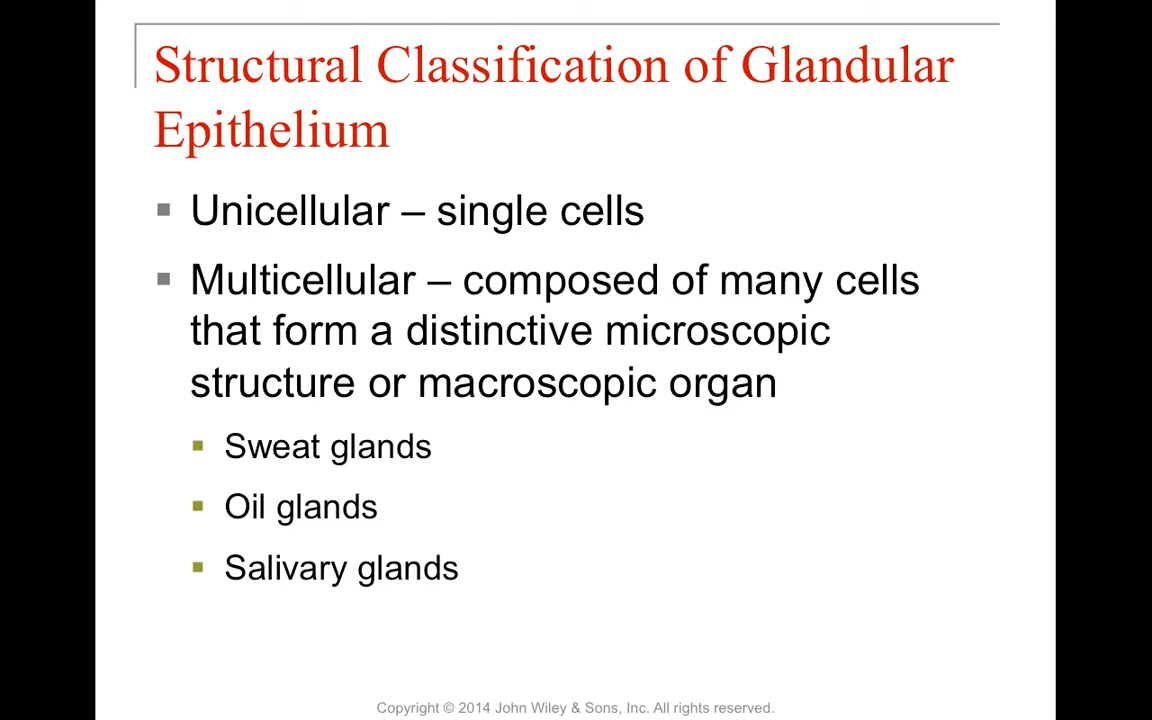 Structural Classification of Glandular
Epithelium
▪ Unicellular – single cells
▪ Multicellular – composed of many cells
that form a distinctive microscopic
structure or macroscopic organ
▪ Sweat glands
▪ Oil glands
▪ Salivary glands
Copyright © 2014 John Wiley & Sons, Inc. All rights reserved.